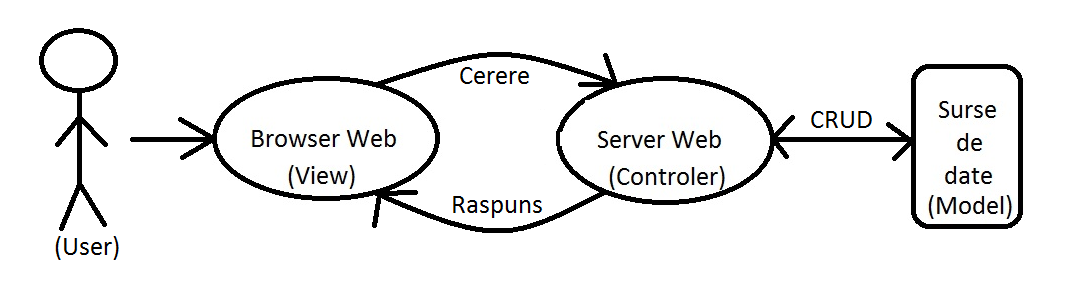 (User)
Browser Web
(View)
Cerere
Raspuns
Server Web
(Controler)
CRUD
Surse
de
date
(Model)